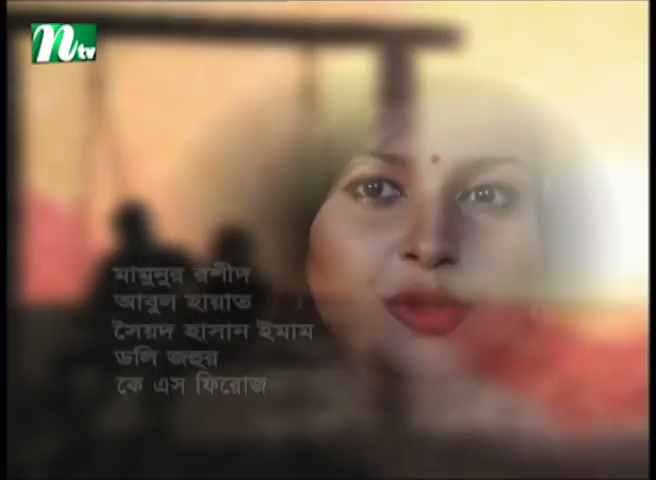 ntv
মামুনুর রশীদ
আবুল হায়াত
সৈয়দ হাসান ইমাম
ডলি জহুর
কে এস ফিরোজ